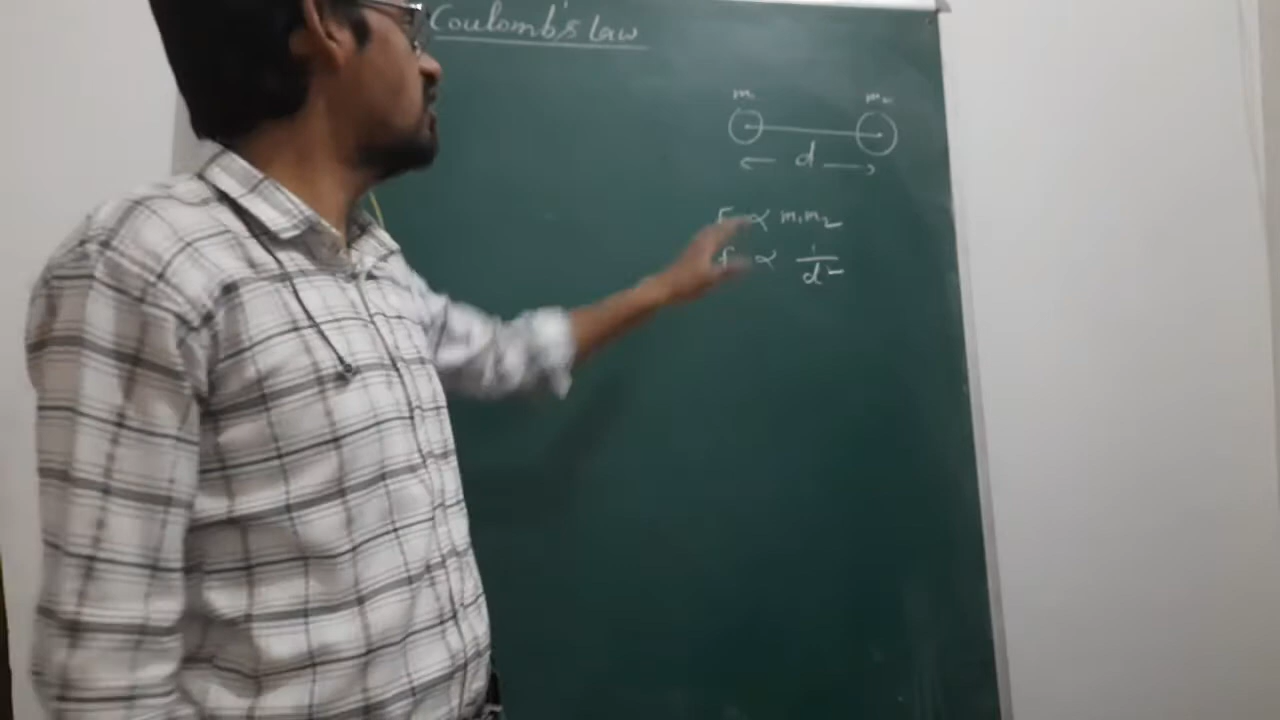 Coulomb's law
m₁ m₂
d
F ∝ m₁m₂
F ∝ 1/d²